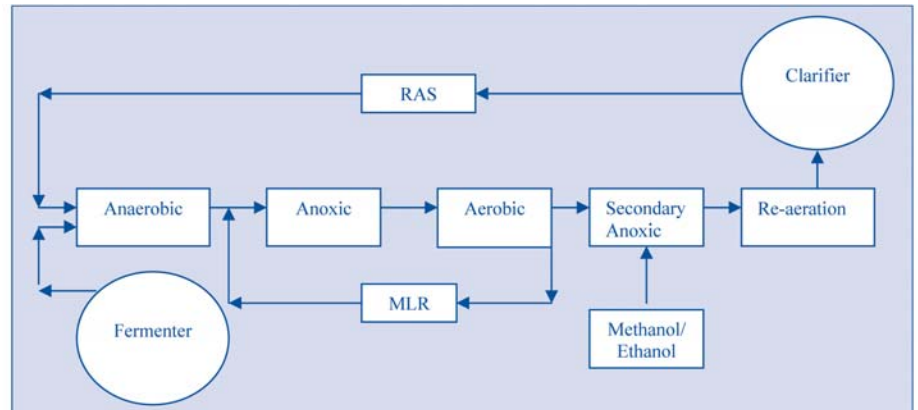 Clarifier
RAS
Anaerobic
Anoxic
Aerobic
Secondary
Anoxic
Re-aeration
MLR
Fermenter
Methanol/
Ethanol